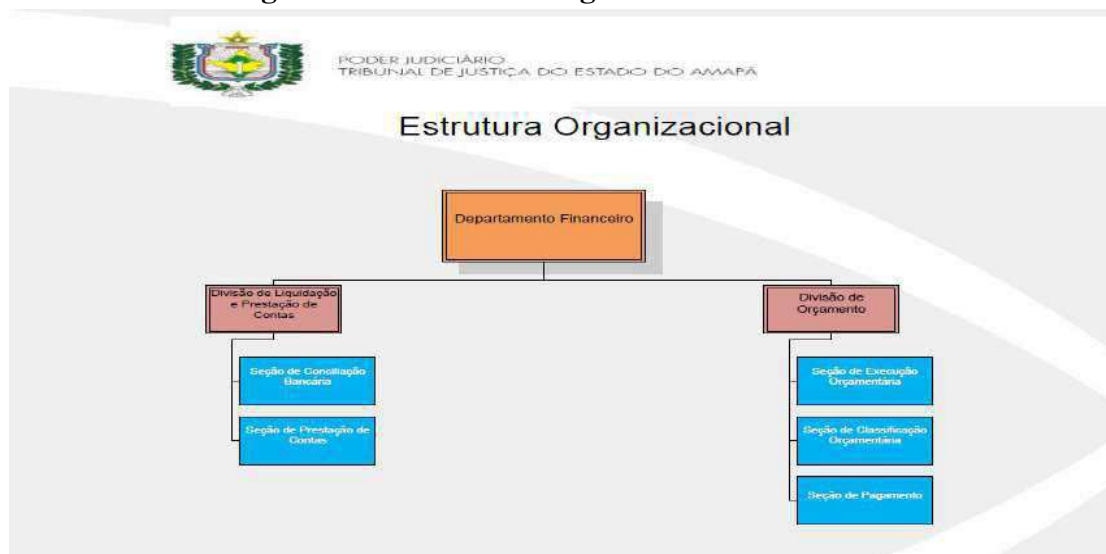 PODER JUDICIÁRIO
TRIBUNAL DE JUSTIÇA DO ESTADO DO AMAPÁ
Estrutura Organizacional
Departamento Financeiro
Divisão de Liquidação
e Prestação de
Contas
Seção de Conciliação
Bancária
Seção de Prestação de
Contas
Divisão de
Orçamento
Seção de Execução
Orçamentária
Seção de Classificação
Orçamentária
Seção de Pagamento